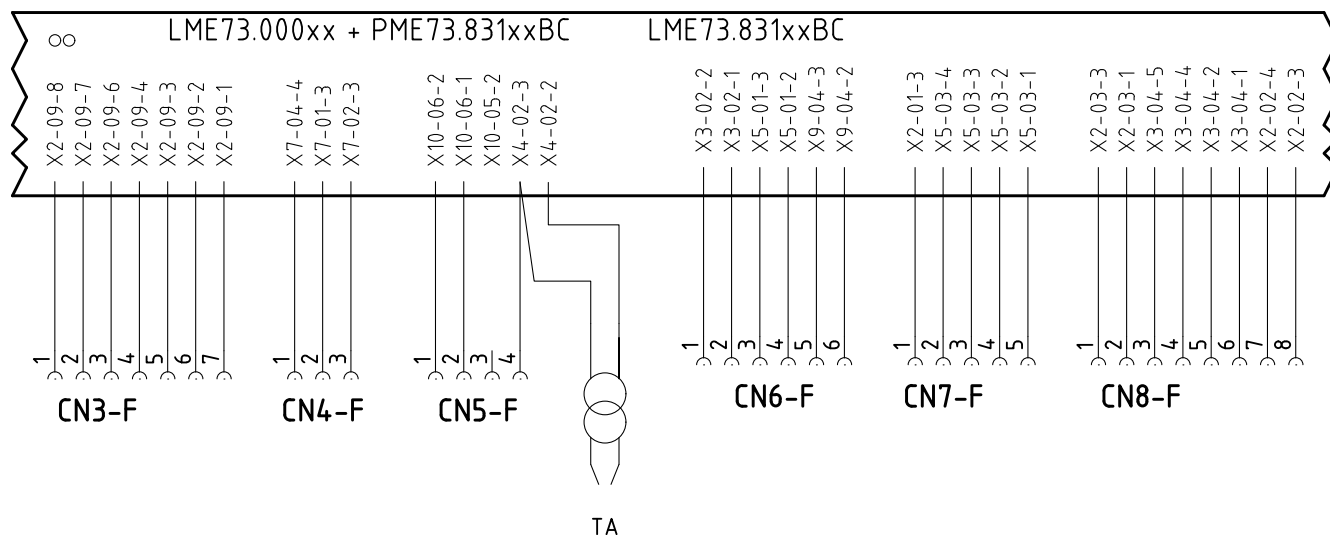 LME73.000xx + PME73.831xxBC LME73.831xxBC
X2-09-8
X2-09-7
X2-09-6
X2-09-4
X2-09-3
X2-09-2
X2-09-1
X7-04-4
X7-01-3
X7-02-3
X10-06-2
X10-06-1
X10-05-2
X4-02-3
X4-02-2
X3-02-2
X3-02-1
X5-01-3
X5-01-2
X9-04-3
X9-04-2
X2-01-3
X5-03-4
X5-03-3
X5-03-2
X5-03-1
X2-03-3
X2-03-1
X3-04-5
X3-04-4
X3-04-2
X3-04-1
X2-02-4
X2-02-3
1 2 3 4 5 6 7
CN3-F
1 2 3
CN4-F
1 2 3 4
CN5-F
1 2 3 4 5 6
CN6-F
1 2 3 4 5
CN7-F
1 2 3 4 5 6 7 8
CN8-F
TA